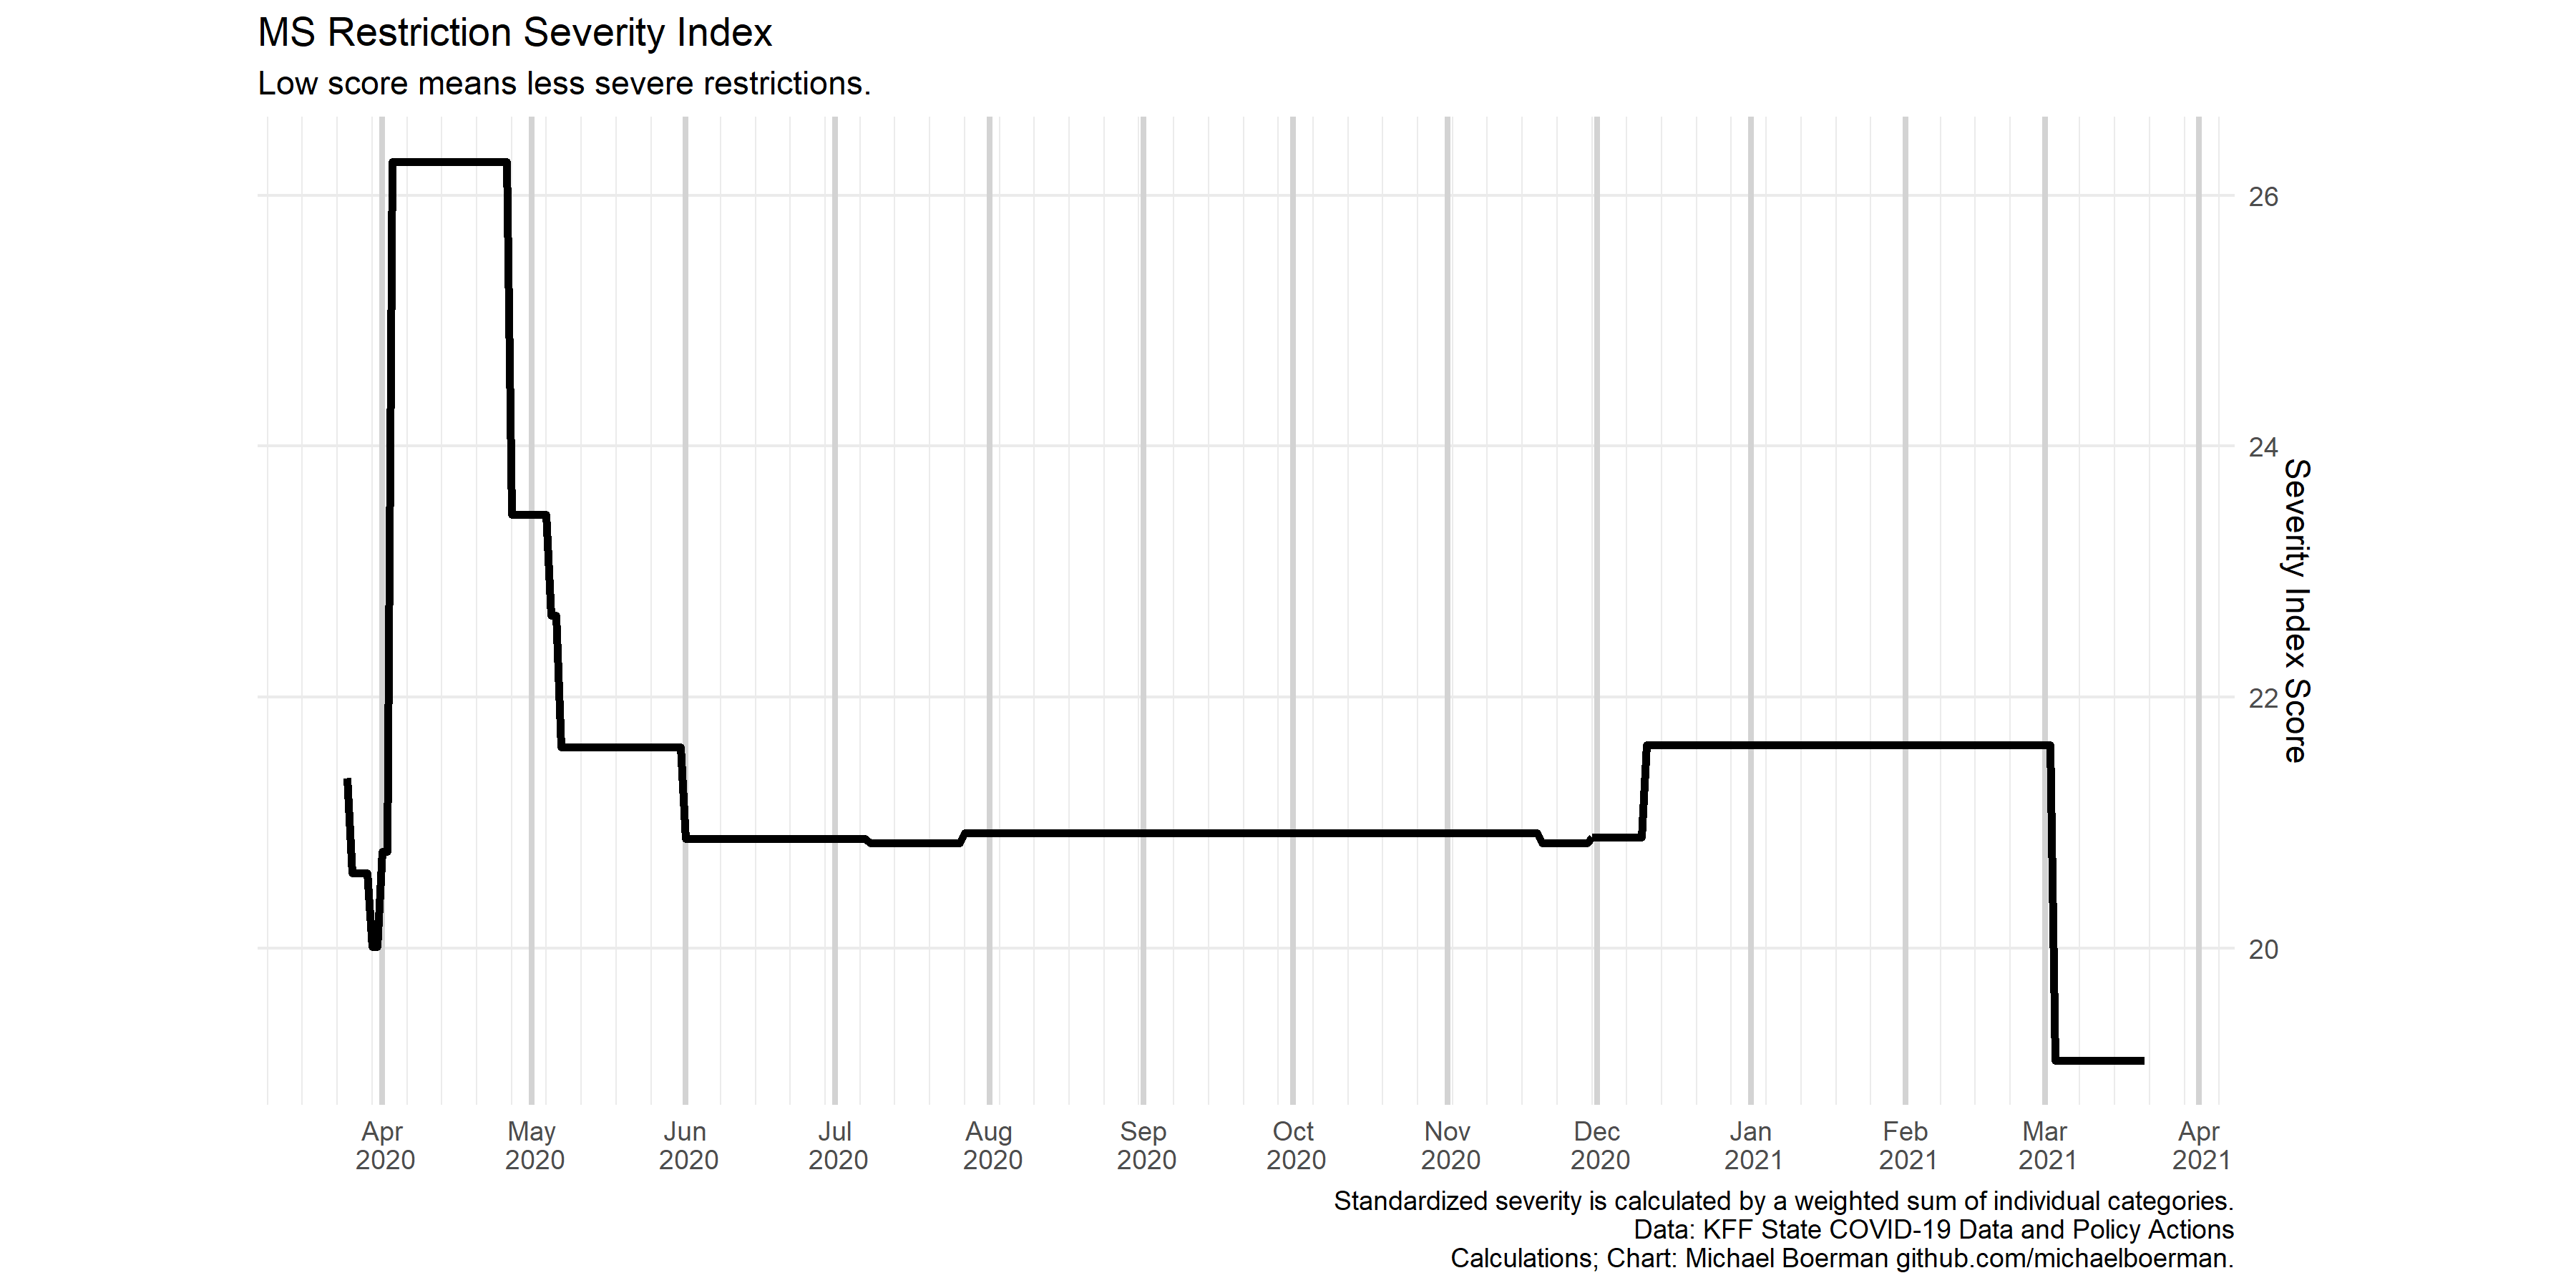 MS Restriction Severity Index
Low score means less severe restrictions.
26
24
22
20
Severity Index Score
Apr May Jun Jul Aug Sep Oct Nov Dec Jan Feb Mar Apr
2020 2020 2020 2020 2020 2020 2020 2020 2020 2021 2021 2021 2021
Standardized severity is calculated by a weighted sum of individual categories.
Data: KFF State COVID-19 Data and Policy Actions
Calculations; Chart: Michael Boerman github.com/michaelboerman.